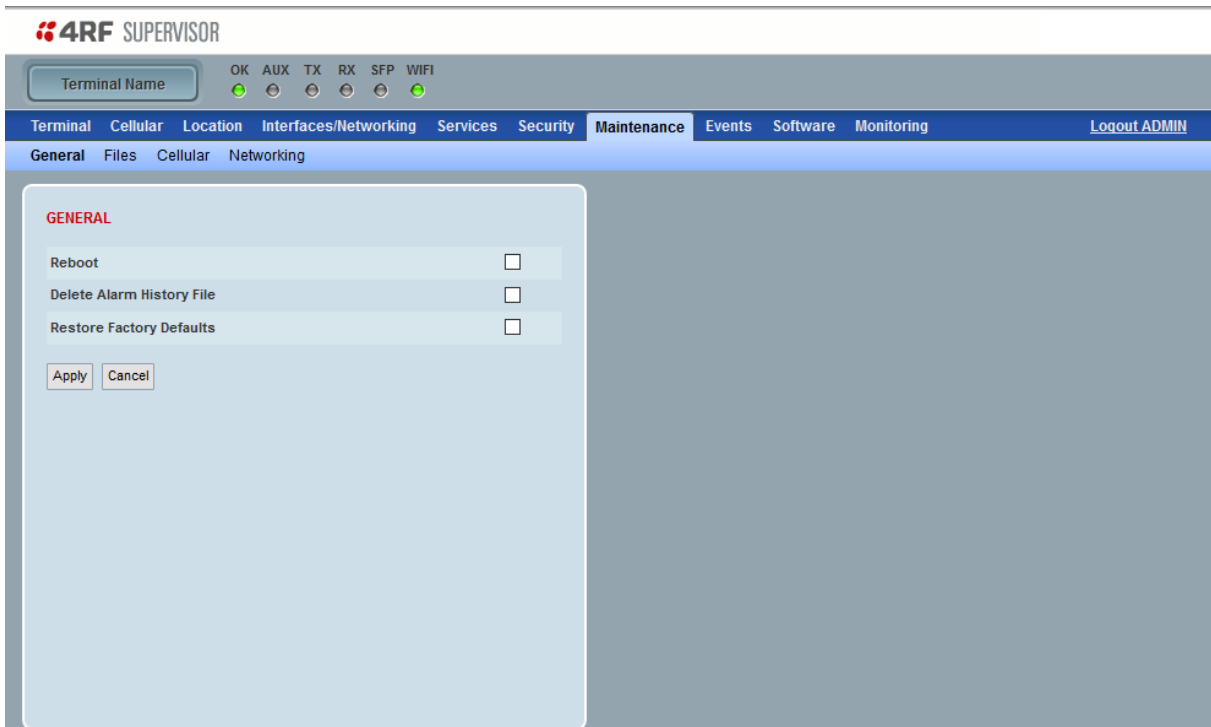 4RF SUPERVISOR
Terminal Name
OK AUX TX RX SFP WIFI
Terminal Cellular Location Interfaces/Networking Services Security Maintenance Events Software Monitoring Logout ADMIN
General Files Cellular Networking
GENERAL
Reboot
Delete Alarm History File
Restore Factory Defaults
Apply Cancel